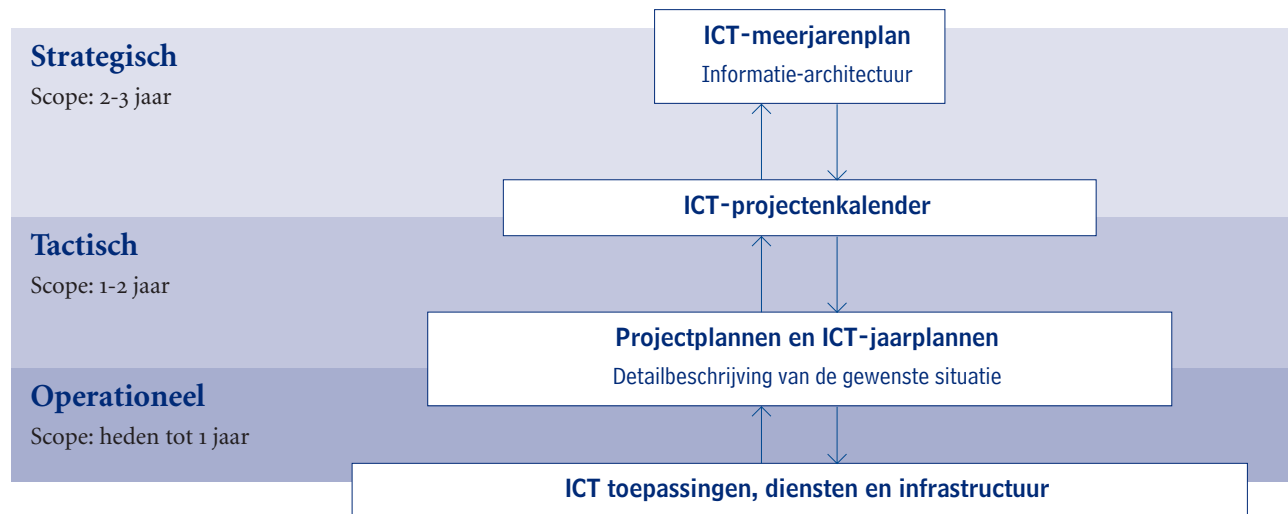 ICT-meerjarenplan
Informatie-architectuur
Strategisch
Scope: 2-3 jaar
ICT-projectenkalender
Tactisch
Scope: 1-2 jaar
Projectplannen en ICT-jaarplannen
Detailbeschrijving van de gewenste situatie
Operationeel
Scope: heden tot 1 jaar
ICT toepassingen, diensten en infrastructuur